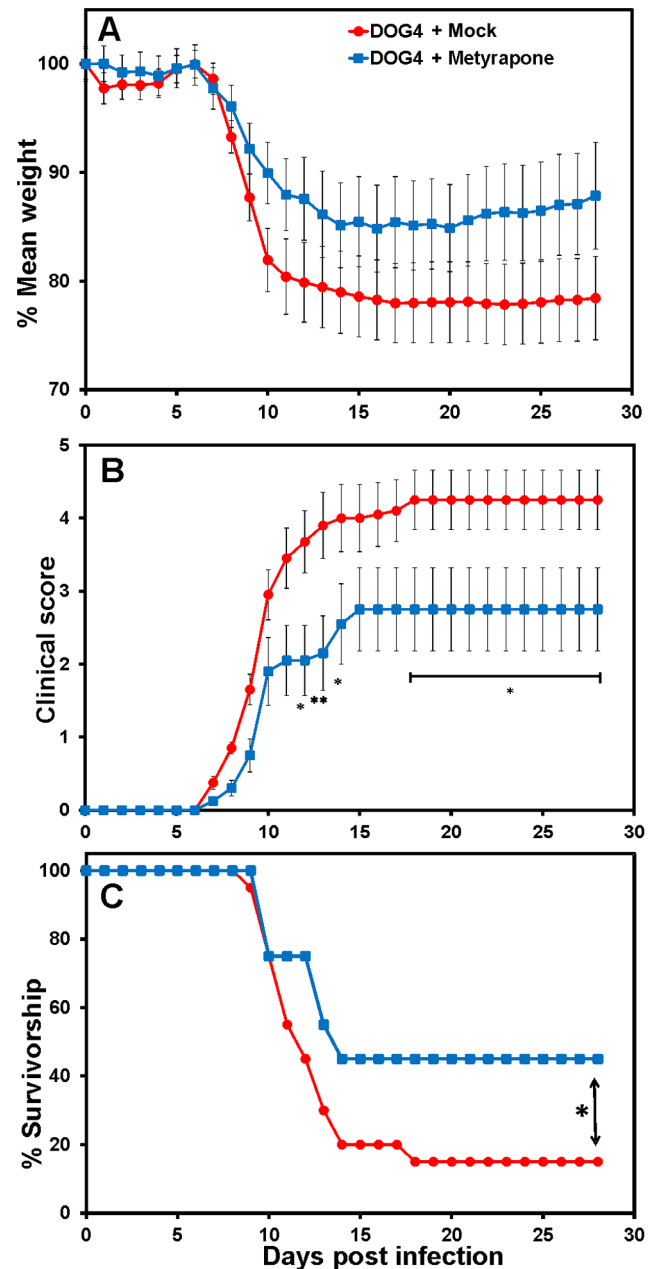 A
DOG4 + Mock
DOG4 + Metyrapone
100
90
80
70
% Mean weight
0 5 10 15 20 25 30
B
5
4
3
2
1
0
Clinical score
* ** * *
0 5 10 15 20 25 30
C
100
80
60
40
20
0
% Survivorship
*
0 5 10 15 20 25 30
Days post infection